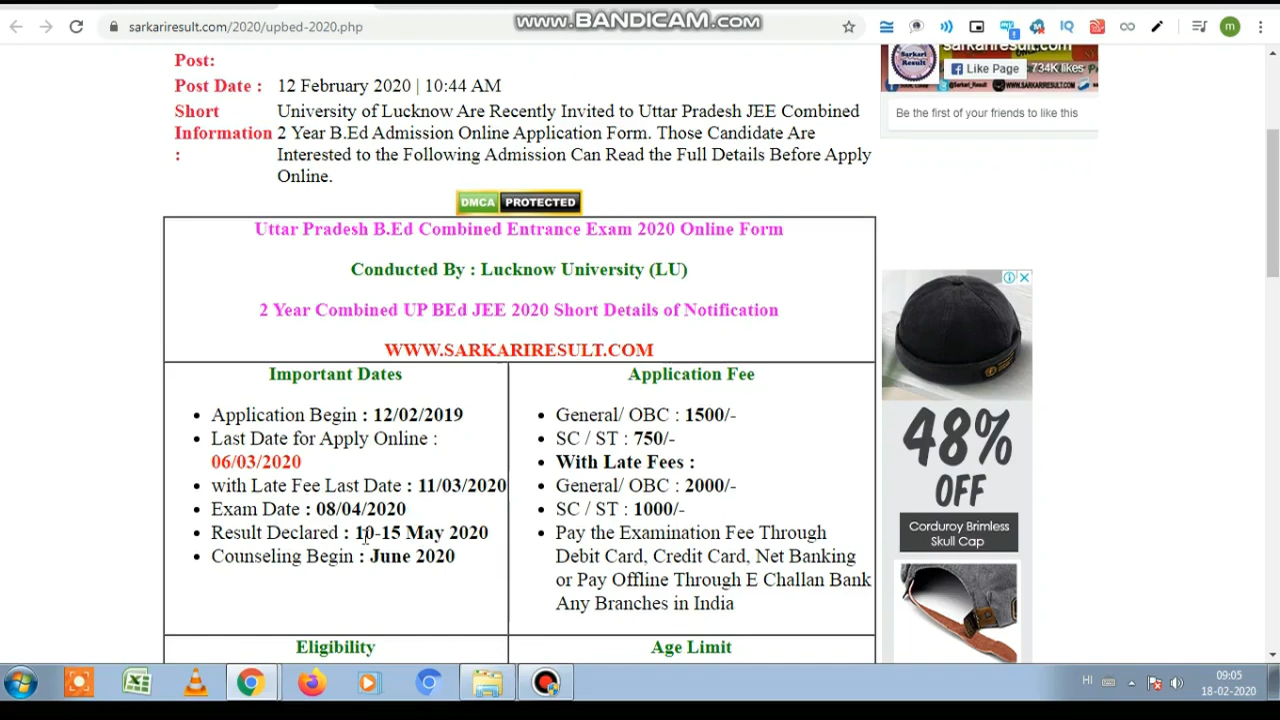 www.BANDICAM.com
sarkariresult.com/2020/upbed-2020.php
Post:
Post Date : 12 February 2020 | 10:44 AM
Short Information : University of Lucknow Are Recently Invited to Uttar Pradesh JEE Combined
2 Year B.Ed Admission Online Application Form. Those Candidate Are
Interested to the Following Admission Can Read the Full Details Before Apply
Online.
DMCA PROTECTED
Uttar Pradesh B.Ed Combined Entrance Exam 2020 Online Form
Conducted By : Lucknow University (LU)
2 Year Combined UP BEd JEE 2020 Short Details of Notification
WWW.SARKARIRESULT.COM
Important Dates
Application Begin : 12/02/2019
Last Date for Apply Online :
06/03/2020
with Late Fee Last Date : 11/03/2020
Exam Date : 08/04/2020
Result Declared : 10-15 May 2020
Counseling Begin : June 2020
Application Fee
General/ OBC : 1500/-
SC / ST : 750/-
With Late Fees :
General/ OBC : 2000/-
SC / ST : 1000/-
Pay the Examination Fee Through
Debit Card, Credit Card, Net Banking
or Pay Offline Through E Challan Bank
Any Branches in India
Eligibility
Age Limit
sarkariresult.com
Sarkari Result
Like Page
734K likes
Be the first of your friends to like this
48%
OFF
Corduroy Brimless
Skull Cap
HI
09:05
18-02-2020